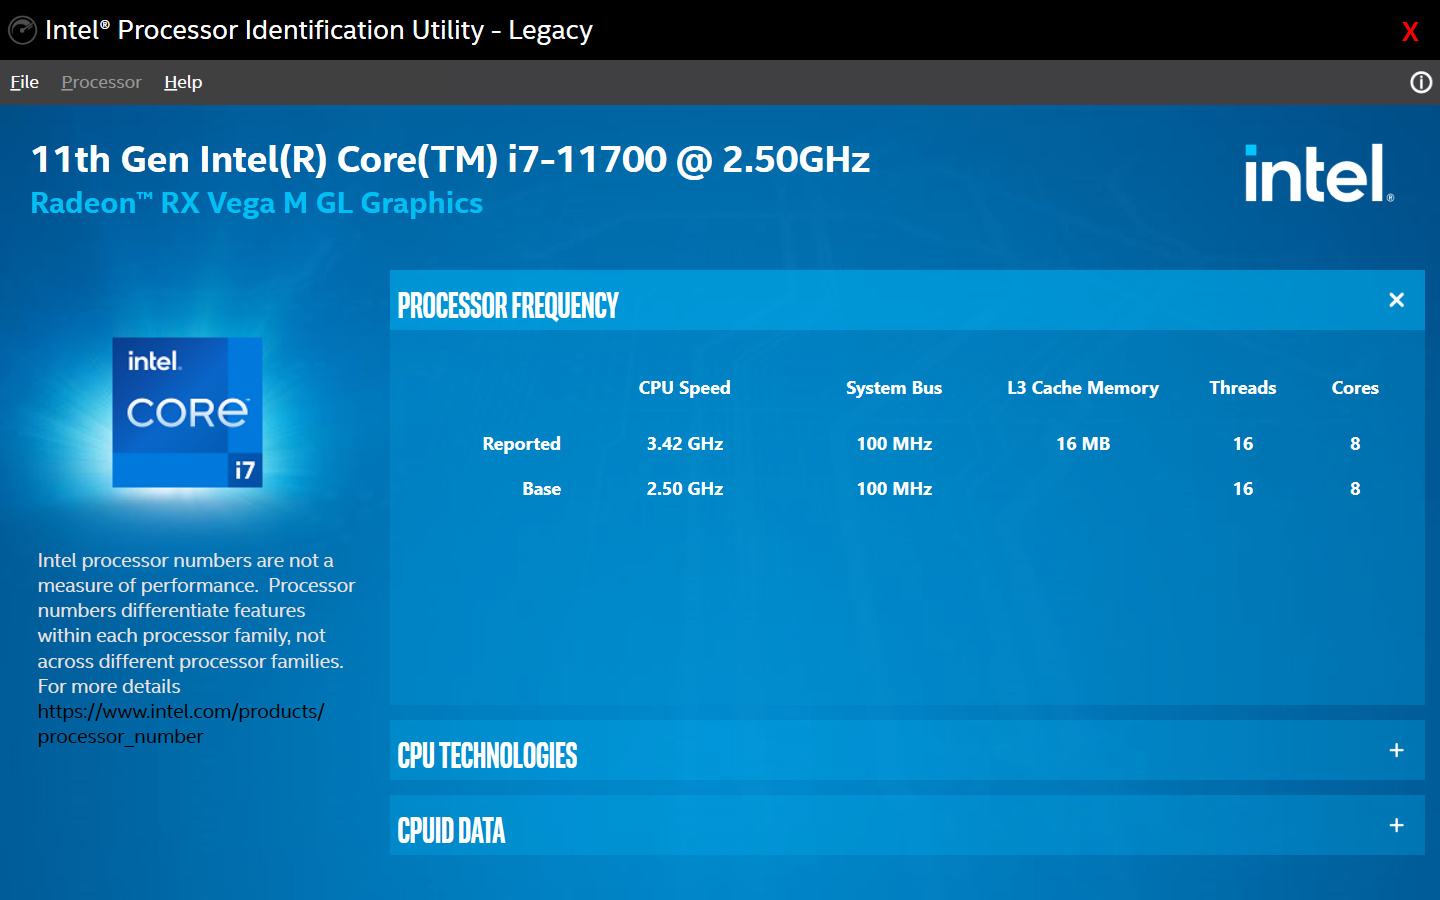 Intel® Processor Identification Utility - Legacy
X
File Processor Help
11th Gen Intel(R) Core(TM) i7-11700 @ 2.50GHz
Radeon™ RX Vega M GL Graphics
intel®
PROCESSOR FREQUENCY
CPU Speed System Bus L3 Cache Memory Threads Cores
Reported 3.42 GHz 100 MHz 16 MB 16 8
Base 2.50 GHz 100 MHz 16 8
intel.
CORE™
i7
Intel processor numbers are not a
measure of performance.  Processor
numbers differentiate features
within each processor family, not
across different processor families.
For more details
https://www.intel.com/products/
processor_number
CPU TECHNOLOGIES +
CPUID DATA +